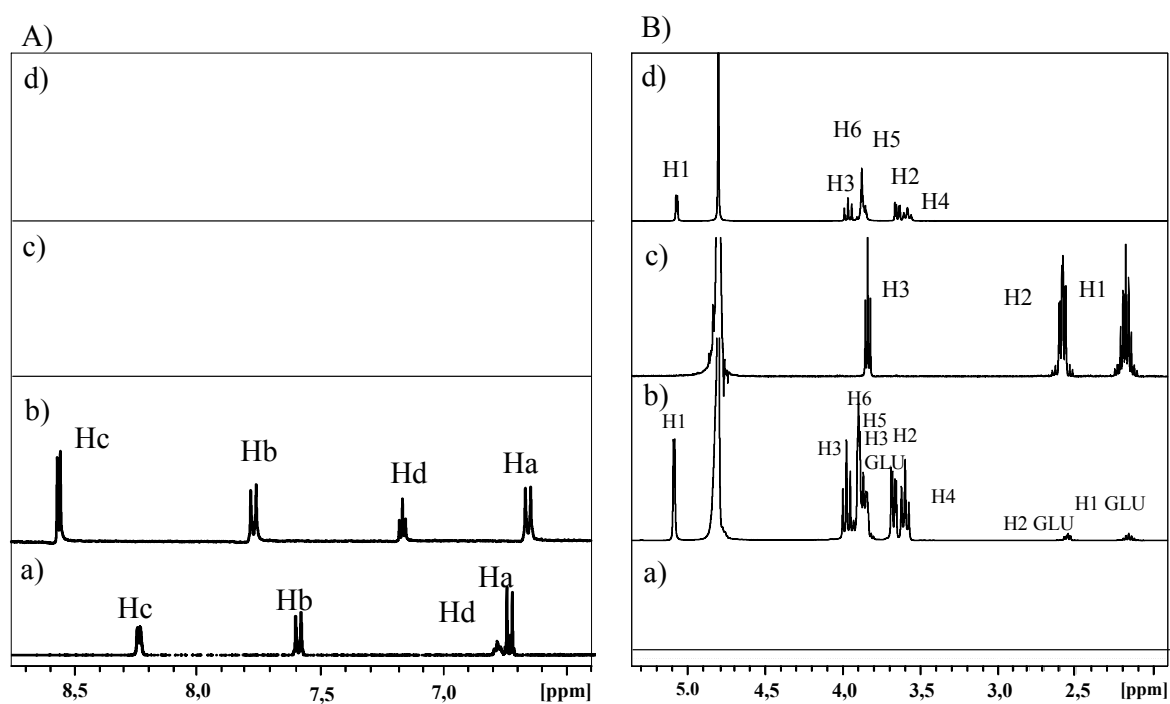 A)
d)
c)
b)
Hc
Hb
Hd
Ha
a)
Hc
Hb
Hd
Ha
8,5
8,0
7,5
7,0
[ppm]
B)
d)
H1
H3
H6
H5
H2
H4
c)
H3
H2
H1
b)
H1
H3
H6
H5
H3
GLU
H2
H4
H2 GLU
H1 GLU
a)
5.0
4,5
4,0
3,5
3,0
2,5
[ppm]